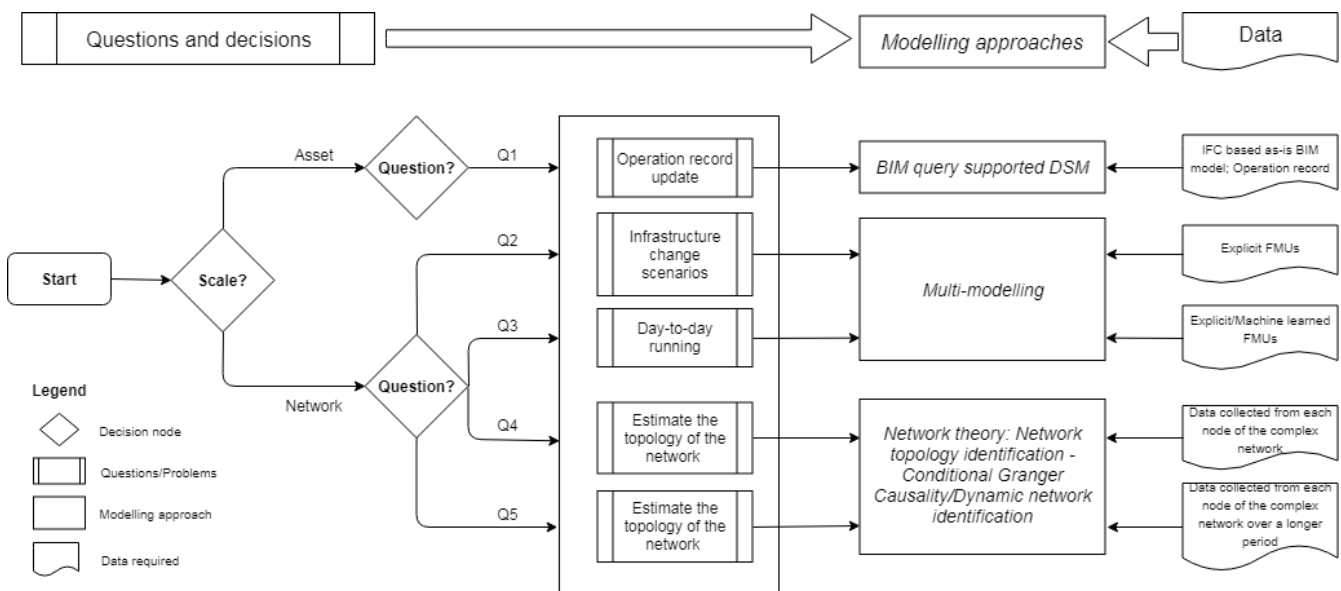 Questions and decisions
Modelling approaches
Data
Asset
Question?
Q1
Operation record
update
BIM query supported DSM
IFC based as-is BIM
model; Operation record
Start
Scale?
Q2
Infrastructure
change
scenarios
Multi-modelling
Explicit FMUs
Q3
Day-to-day
running
Explicit/Machine learned
FMUs
Network
Question?
Q4
Estimate the
topology of the
network
Network theory: Network
topology identification -
Conditional Granger
Causality/Dynamic network
identification
Data collected from each
node of the complex
network
Q5
Estimate the
topology of the
network
Data collected from each
node of the complex
network over a longer
period
Legend
Decision node
Questions/Problems
Modelling approach
Data required